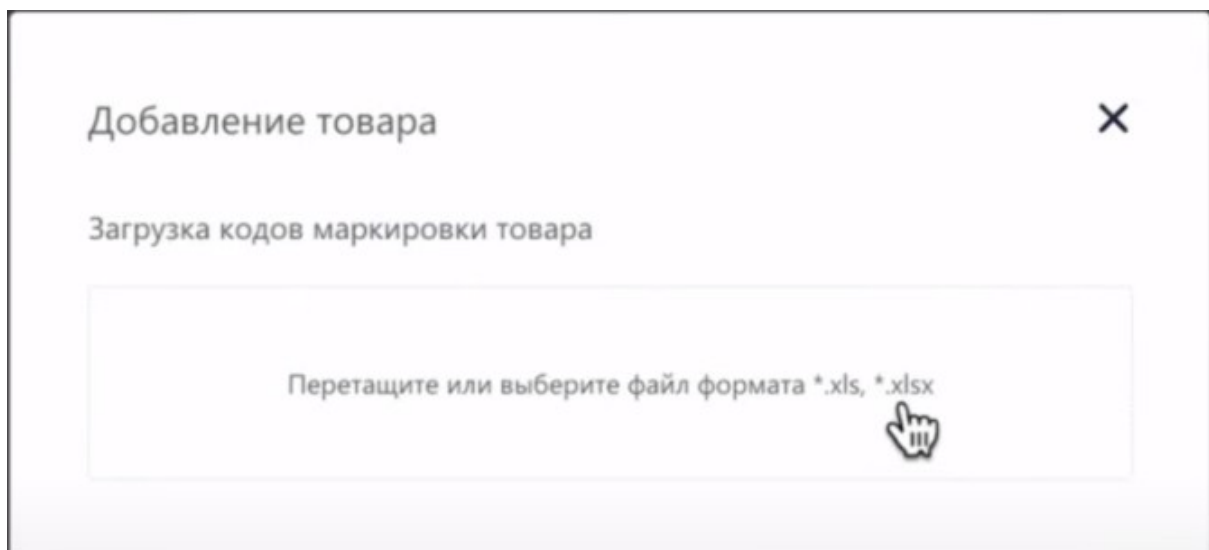 Добавление товара
Загрузка кодов маркировки товара
Перетащите или выберите файл формата *.xls, *.xlsx